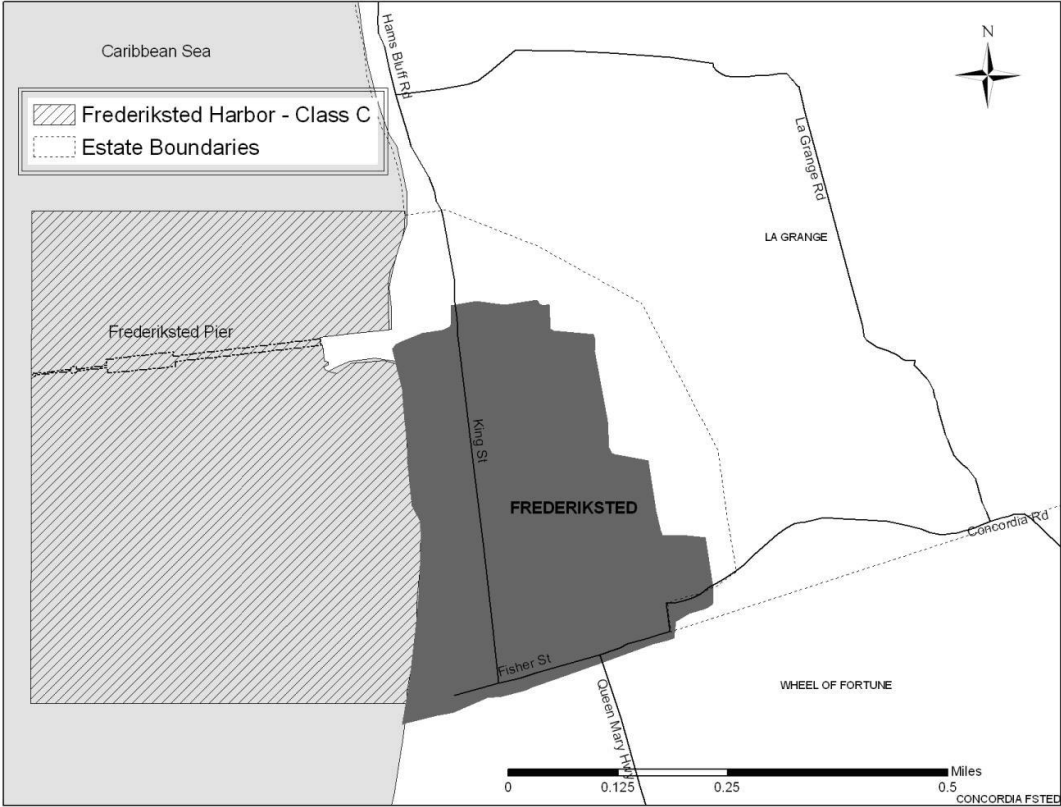 Caribbean Sea
Hams Bluff Rd
N
Frederiksted Harbor - Class C
Estate Boundaries
La Grange Rd
LA GRANGE
Frederiksted Pier
King St
FREDERIKSTED
Concordia Rd
Fisher St
WHEEL OF FORTUNE
Queen Mary Hwy
Miles
0 0.125 0.25 0.5
CONCORDIA FSTED